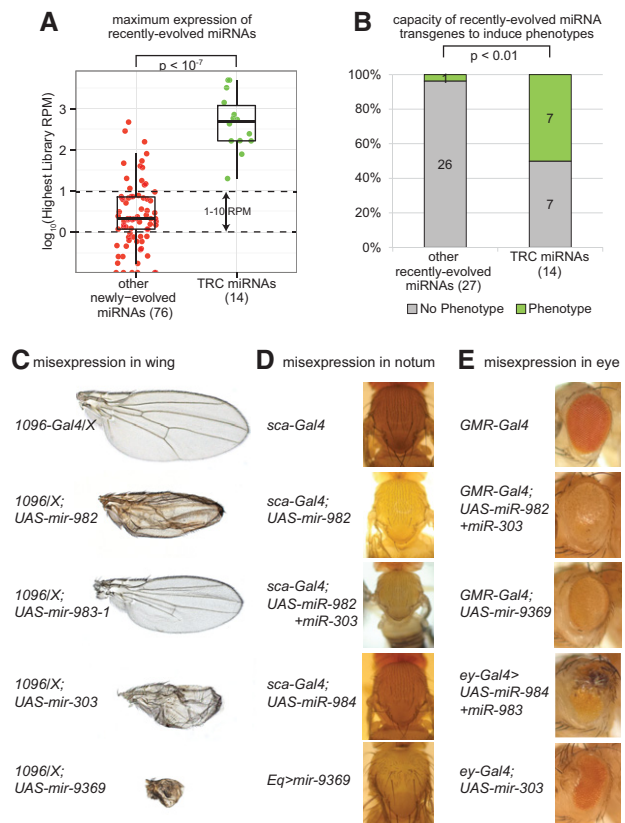 A
maximum expression of
recently-evolved miRNAs
p < 10-7
log10(Highest Library RPM)
3
2
1
0
1-10 RPM
other
newly−evolved
miRNAs (76)
TRC miRNAs
(14)
B
capacity of recently-evolved miRNA
transgenes to induce phenotypes
p < 0.01
100%
80%
60%
40%
20%
0%
1
26
7
7
other
recently-evolved
miRNAs (27)
TRC miRNAs
(14)
No Phenotype
Phenotype
C misexpression in wing
1096-Gal4/X
1096/X;
UAS-mir-982
1096/X;
UAS-mir-983-1
1096/X;
UAS-mir-303
1096/X;
UAS-mir-9369
D misexpression in notum
sca-Gal4
sca-Gal4;
UAS-mir-982
sca-Gal4;
UAS-miR-982
+miR-303
sca-Gal4;
UAS-miR-984
Eq>mir-9369
E misexpression in eye
GMR-Gal4
GMR-Gal4;
UAS-miR-982
+miR-303
GMR-Gal4;
UAS-mir-9369
ey-Gal4>
UAS-miR-984
+miR-983
ey-Gal4;
UAS-mir-303